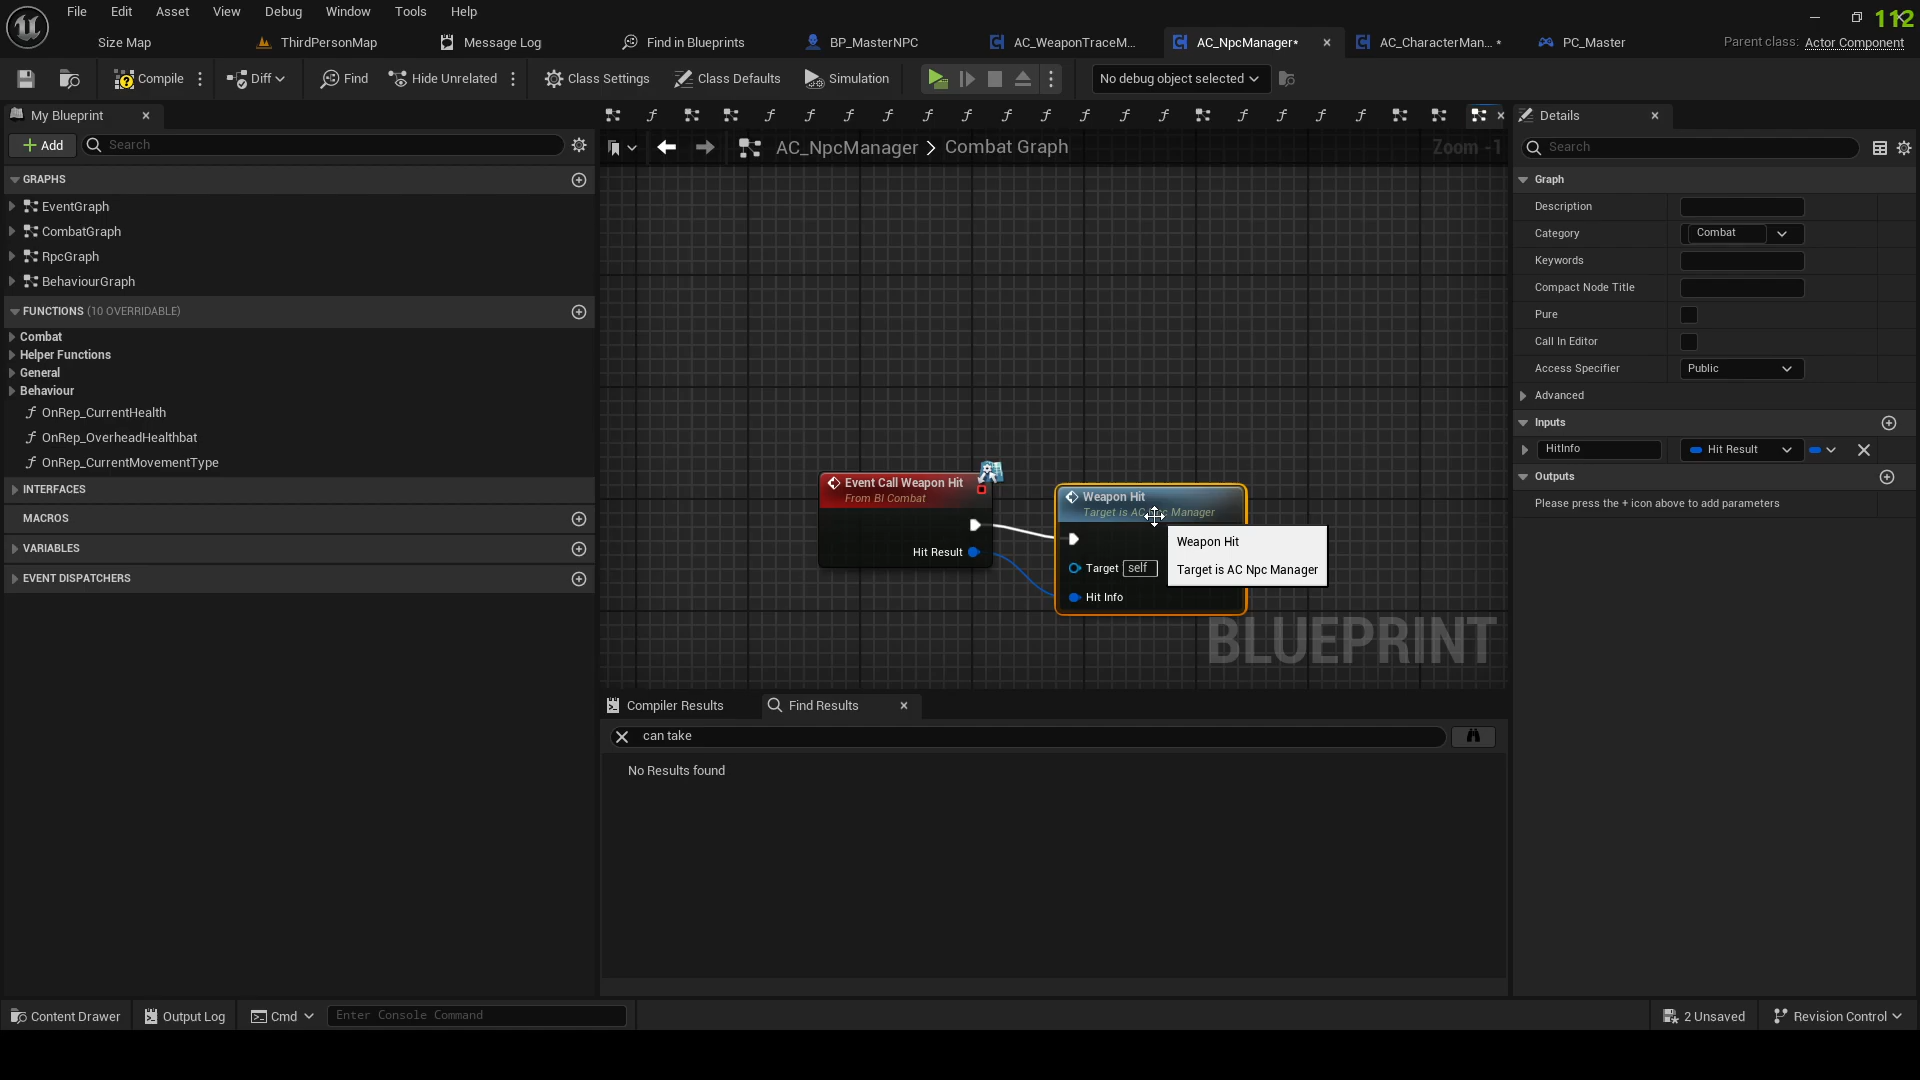 File Edit Asset View Debug Window Tools Help
112
Size Map ThirdPersonMap Message Log Find in Blueprints BP_MasterNPC AC_WeaponTraceM... AC_NpcManager* AC_CharacterMan... * PC_Master Parent class: Actor Component
Compile Diff Find Hide Unrelated Class Settings Class Defaults Simulation No debug object selected
My Blueprint
Add Search
GRAPHS
EventGraph
CombatGraph
RpcGraph
BehaviourGraph
FUNCTIONS (10 OVERRIDABLE)
Combat
Helper Functions
General
Behaviour
OnRep_CurrentHealth
OnRep_OverheadHealthbat
OnRep_CurrentMovementType
INTERFACES
MACROS
VARIABLES
EVENT DISPATCHERS
AC_NpcManager > Combat Graph Zoom -1
Event Call Weapon Hit
From BI Combat
Hit Result
Weapon Hit
Target is AC Npc Manager
Target self
Hit Info
Weapon Hit
Target is AC Npc Manager
BLUEPRINT
Compiler Results Find Results
can take
No Results found
Details
Search
Graph
Description
Category Combat
Keywords
Compact Node Title
Pure
Call In Editor
Access Specifier Public
Advanced
Inputs
HitInfo Hit Result
Outputs
Please press the + icon above to add parameters
Content Drawer Output Log Cmd Enter Console Command 2 Unsaved Revision Control